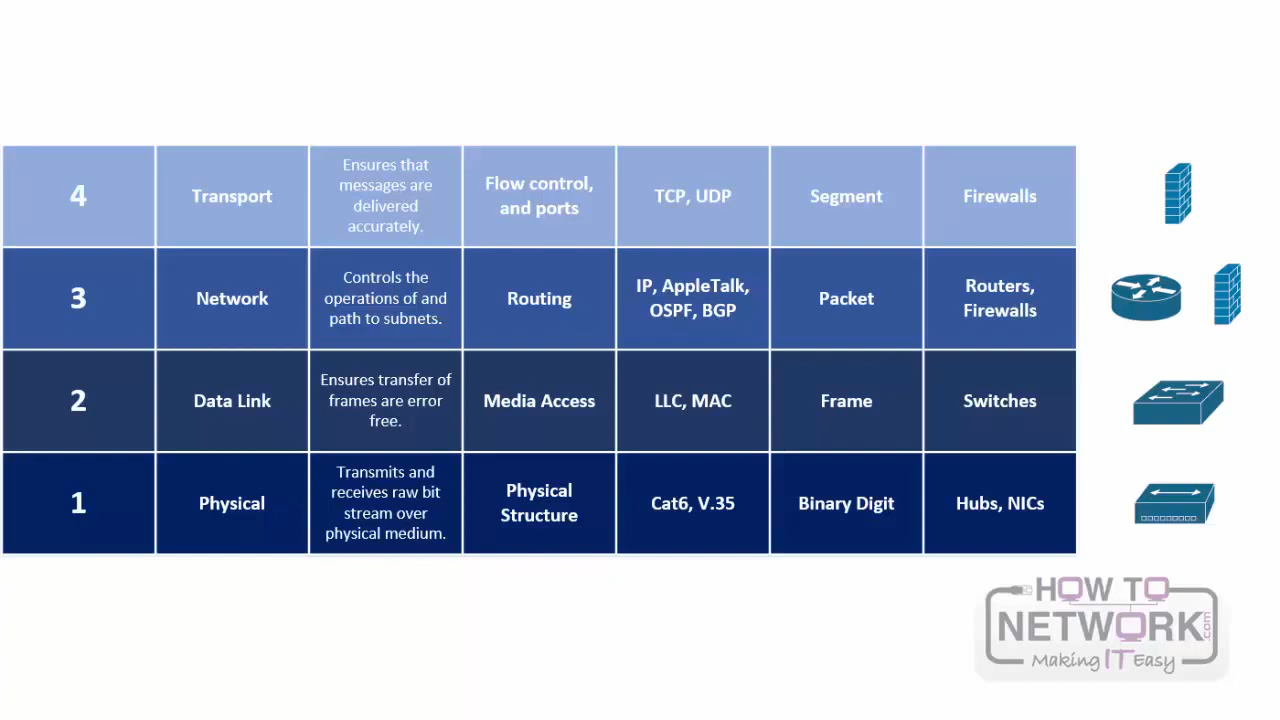 4
Transport
Ensures that
messages are
delivered
accurately.
Flow control,
and ports
TCP, UDP
Segment
Firewalls
3
Network
Controls the
operations of and
path to subnets.
Routing
IP, AppleTalk,
OSPF, BGP
Packet
Routers,
Firewalls
2
Data Link
Ensures transfer of
frames are error
free.
Media Access
LLC, MAC
Frame
Switches
1
Physical
Transmits and
receives raw bit
stream over
physical medium.
Physical
Structure
Cat6, V.35
Binary Digit
Hubs, NICs
HOW TO
NETWORK.com
Making IT Easy